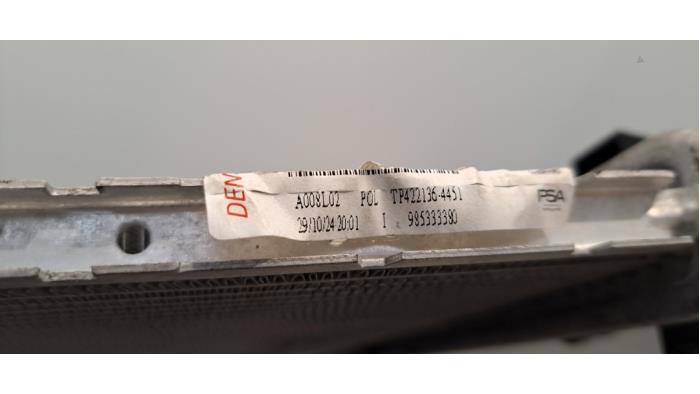 DEN
A008L02 POL TP422136-4451
29/10/24 20:01 I 985333380
PSA